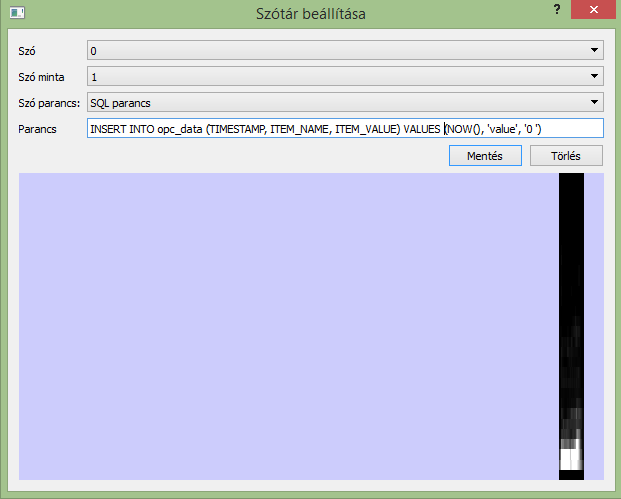 Szótár beállítása
?
Szó 0
Szó minta 1
Szó parancs: SQL parancs
Parancs INSERT INTO opc_data (TIMESTAMP, ITEM_NAME, ITEM_VALUE) VALUES (NOW(), 'value', '0 ')
Mentés Törlés